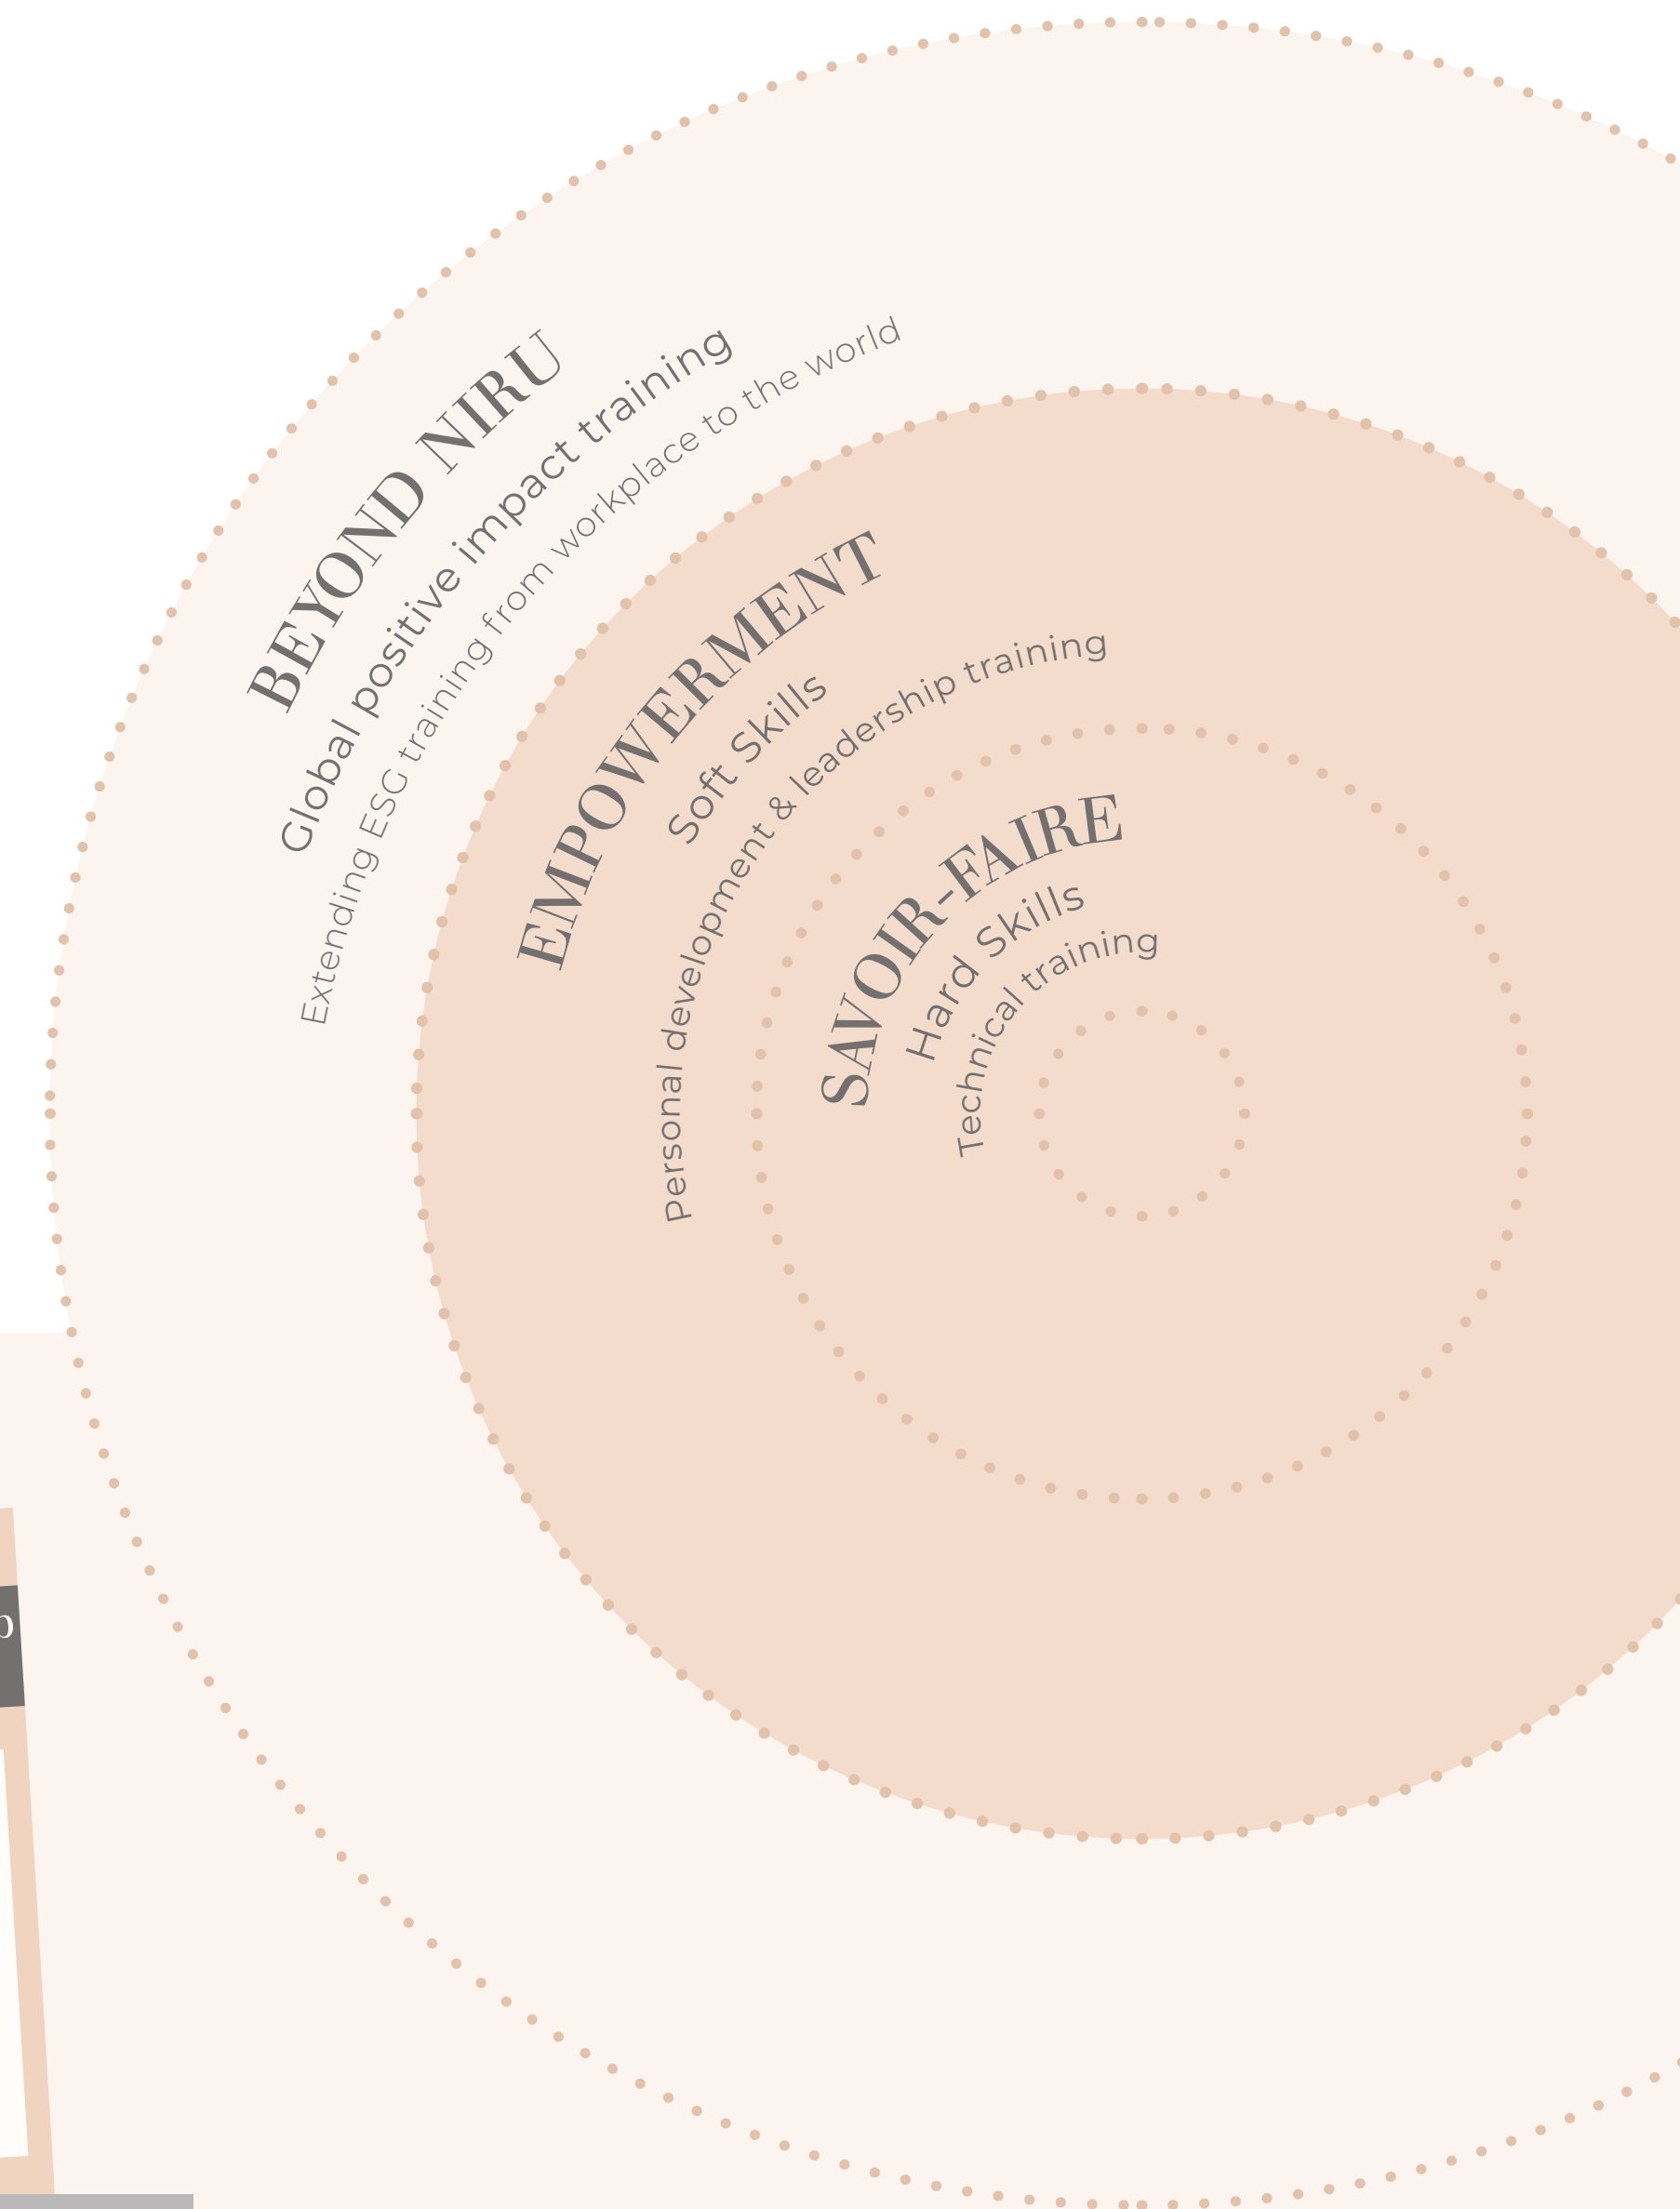 BEYOND NIRU
Global positive impact training
Extending ESG training from workplace to the world
EMPOWERMENT
Soft Skills
Personal development & leadership training
SAVOIR-FAIRE
Hard Skills
Technical training